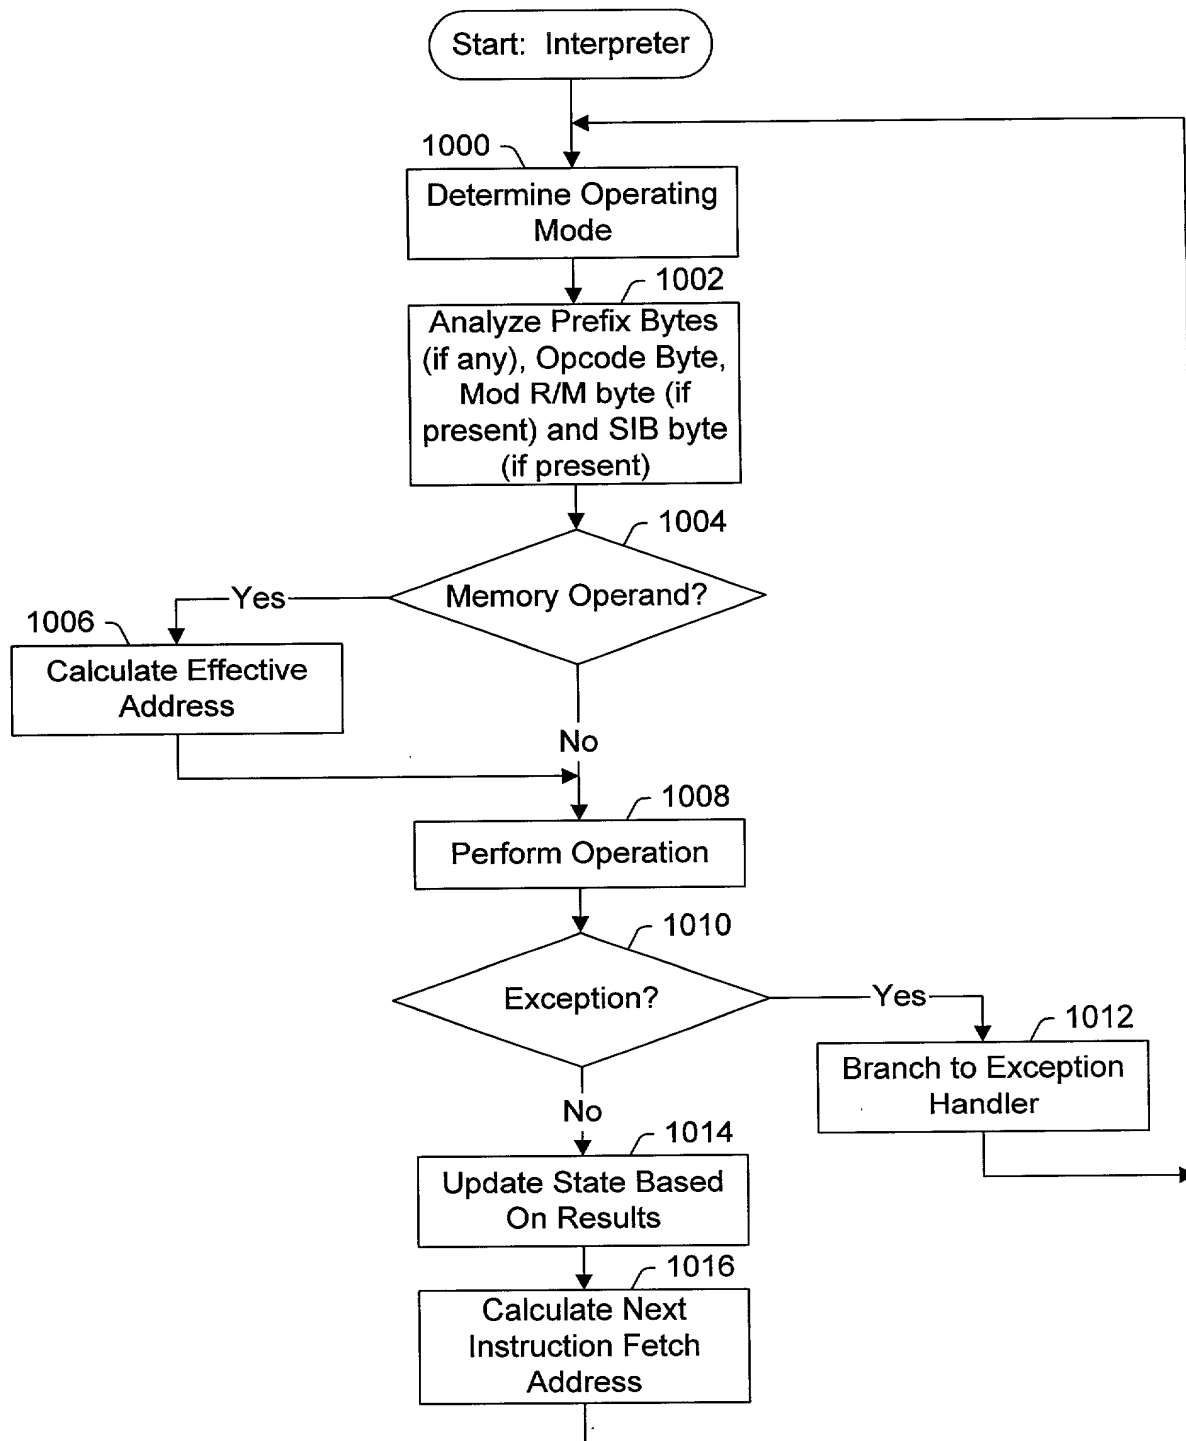 Start: Interpreter
1000
Determine Operating
Mode
1002
Analyze Prefix Bytes
(if any), Opcode Byte,
Mod R/M byte (if
present) and SIB byte
(if present)
1004
Memory Operand?
Yes
1006
Calculate Effective
Address
No
1008
Perform Operation
1010
Exception?
Yes
1012
Branch to Exception
Handler
No
1014
Update State Based
On Results
1016
Calculate Next
Instruction Fetch
Address